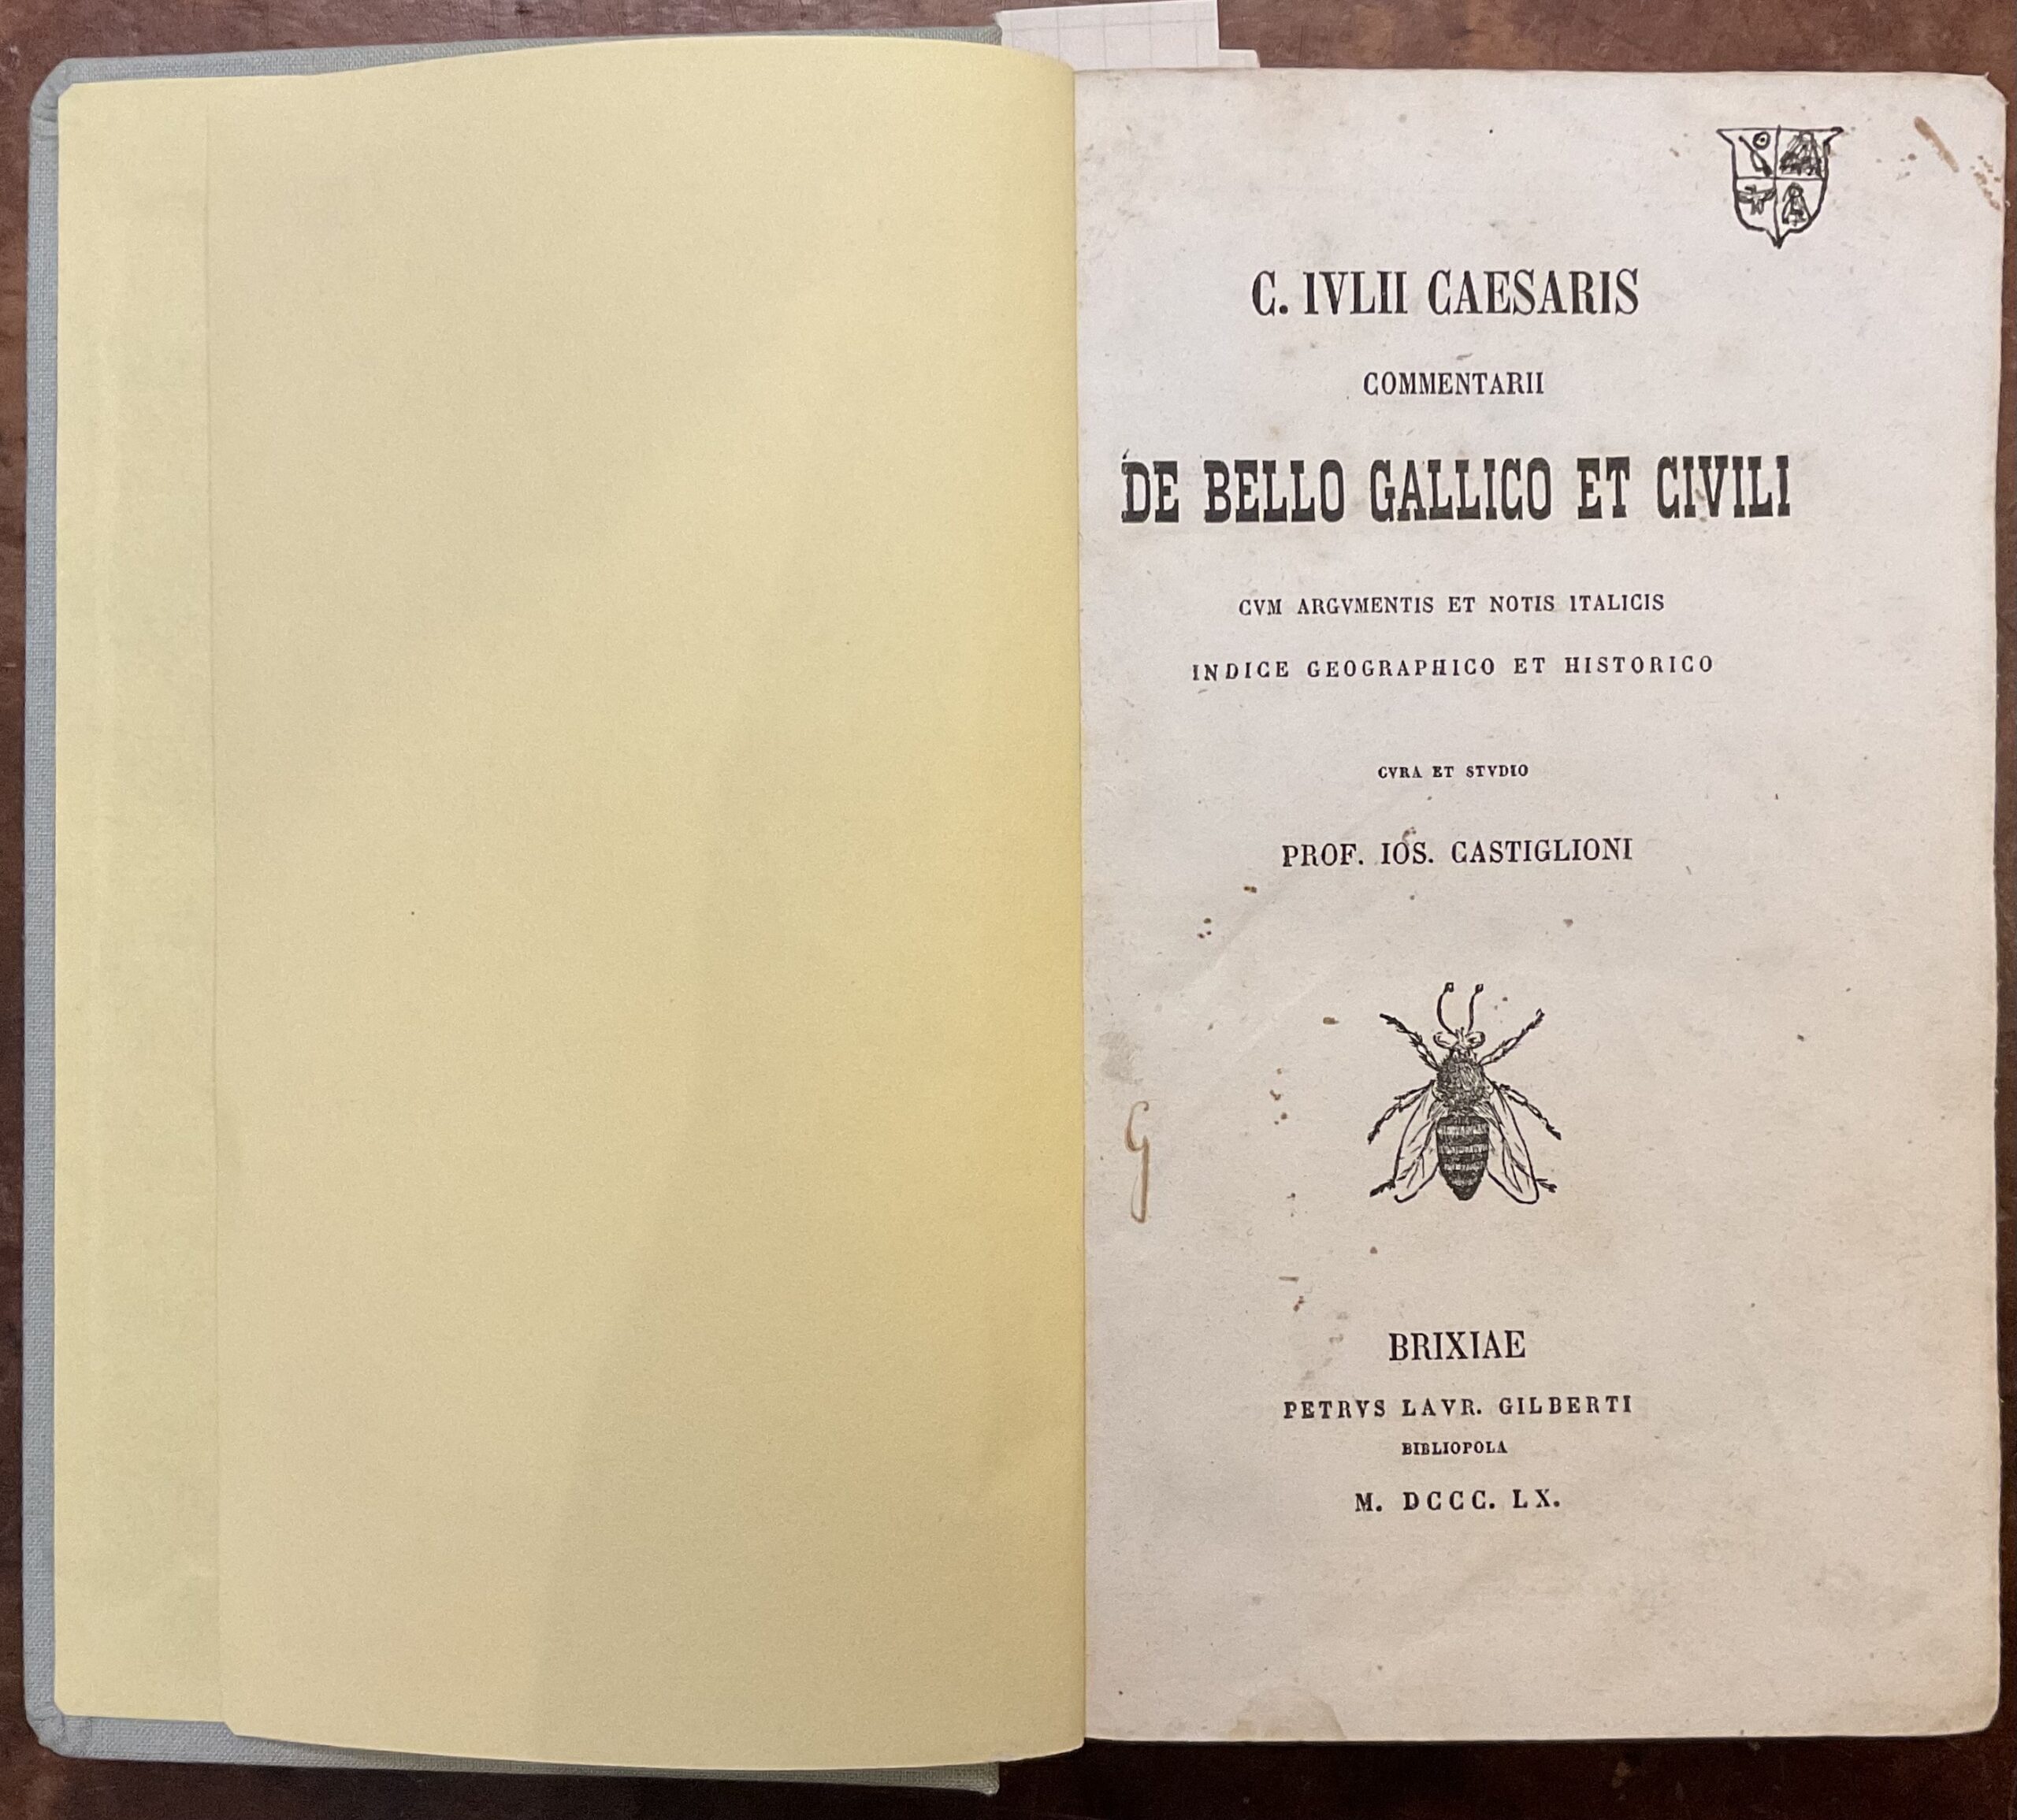 C. IVLII CAESARIS
COMMENTARII
DE BELLO GALLICO ET CIVILI
CVM ARGVMENTIS ET NOTIS ITALICIS
INDICE GEOGRAPHICO ET HISTORICO
CVRA ET STVDIO
PROF. IOS. CASTIGLIONI
BRIXIAE
PETRVS LAVR. GILBERTI
BIBLIOPOLA
M. DCCC. LX.